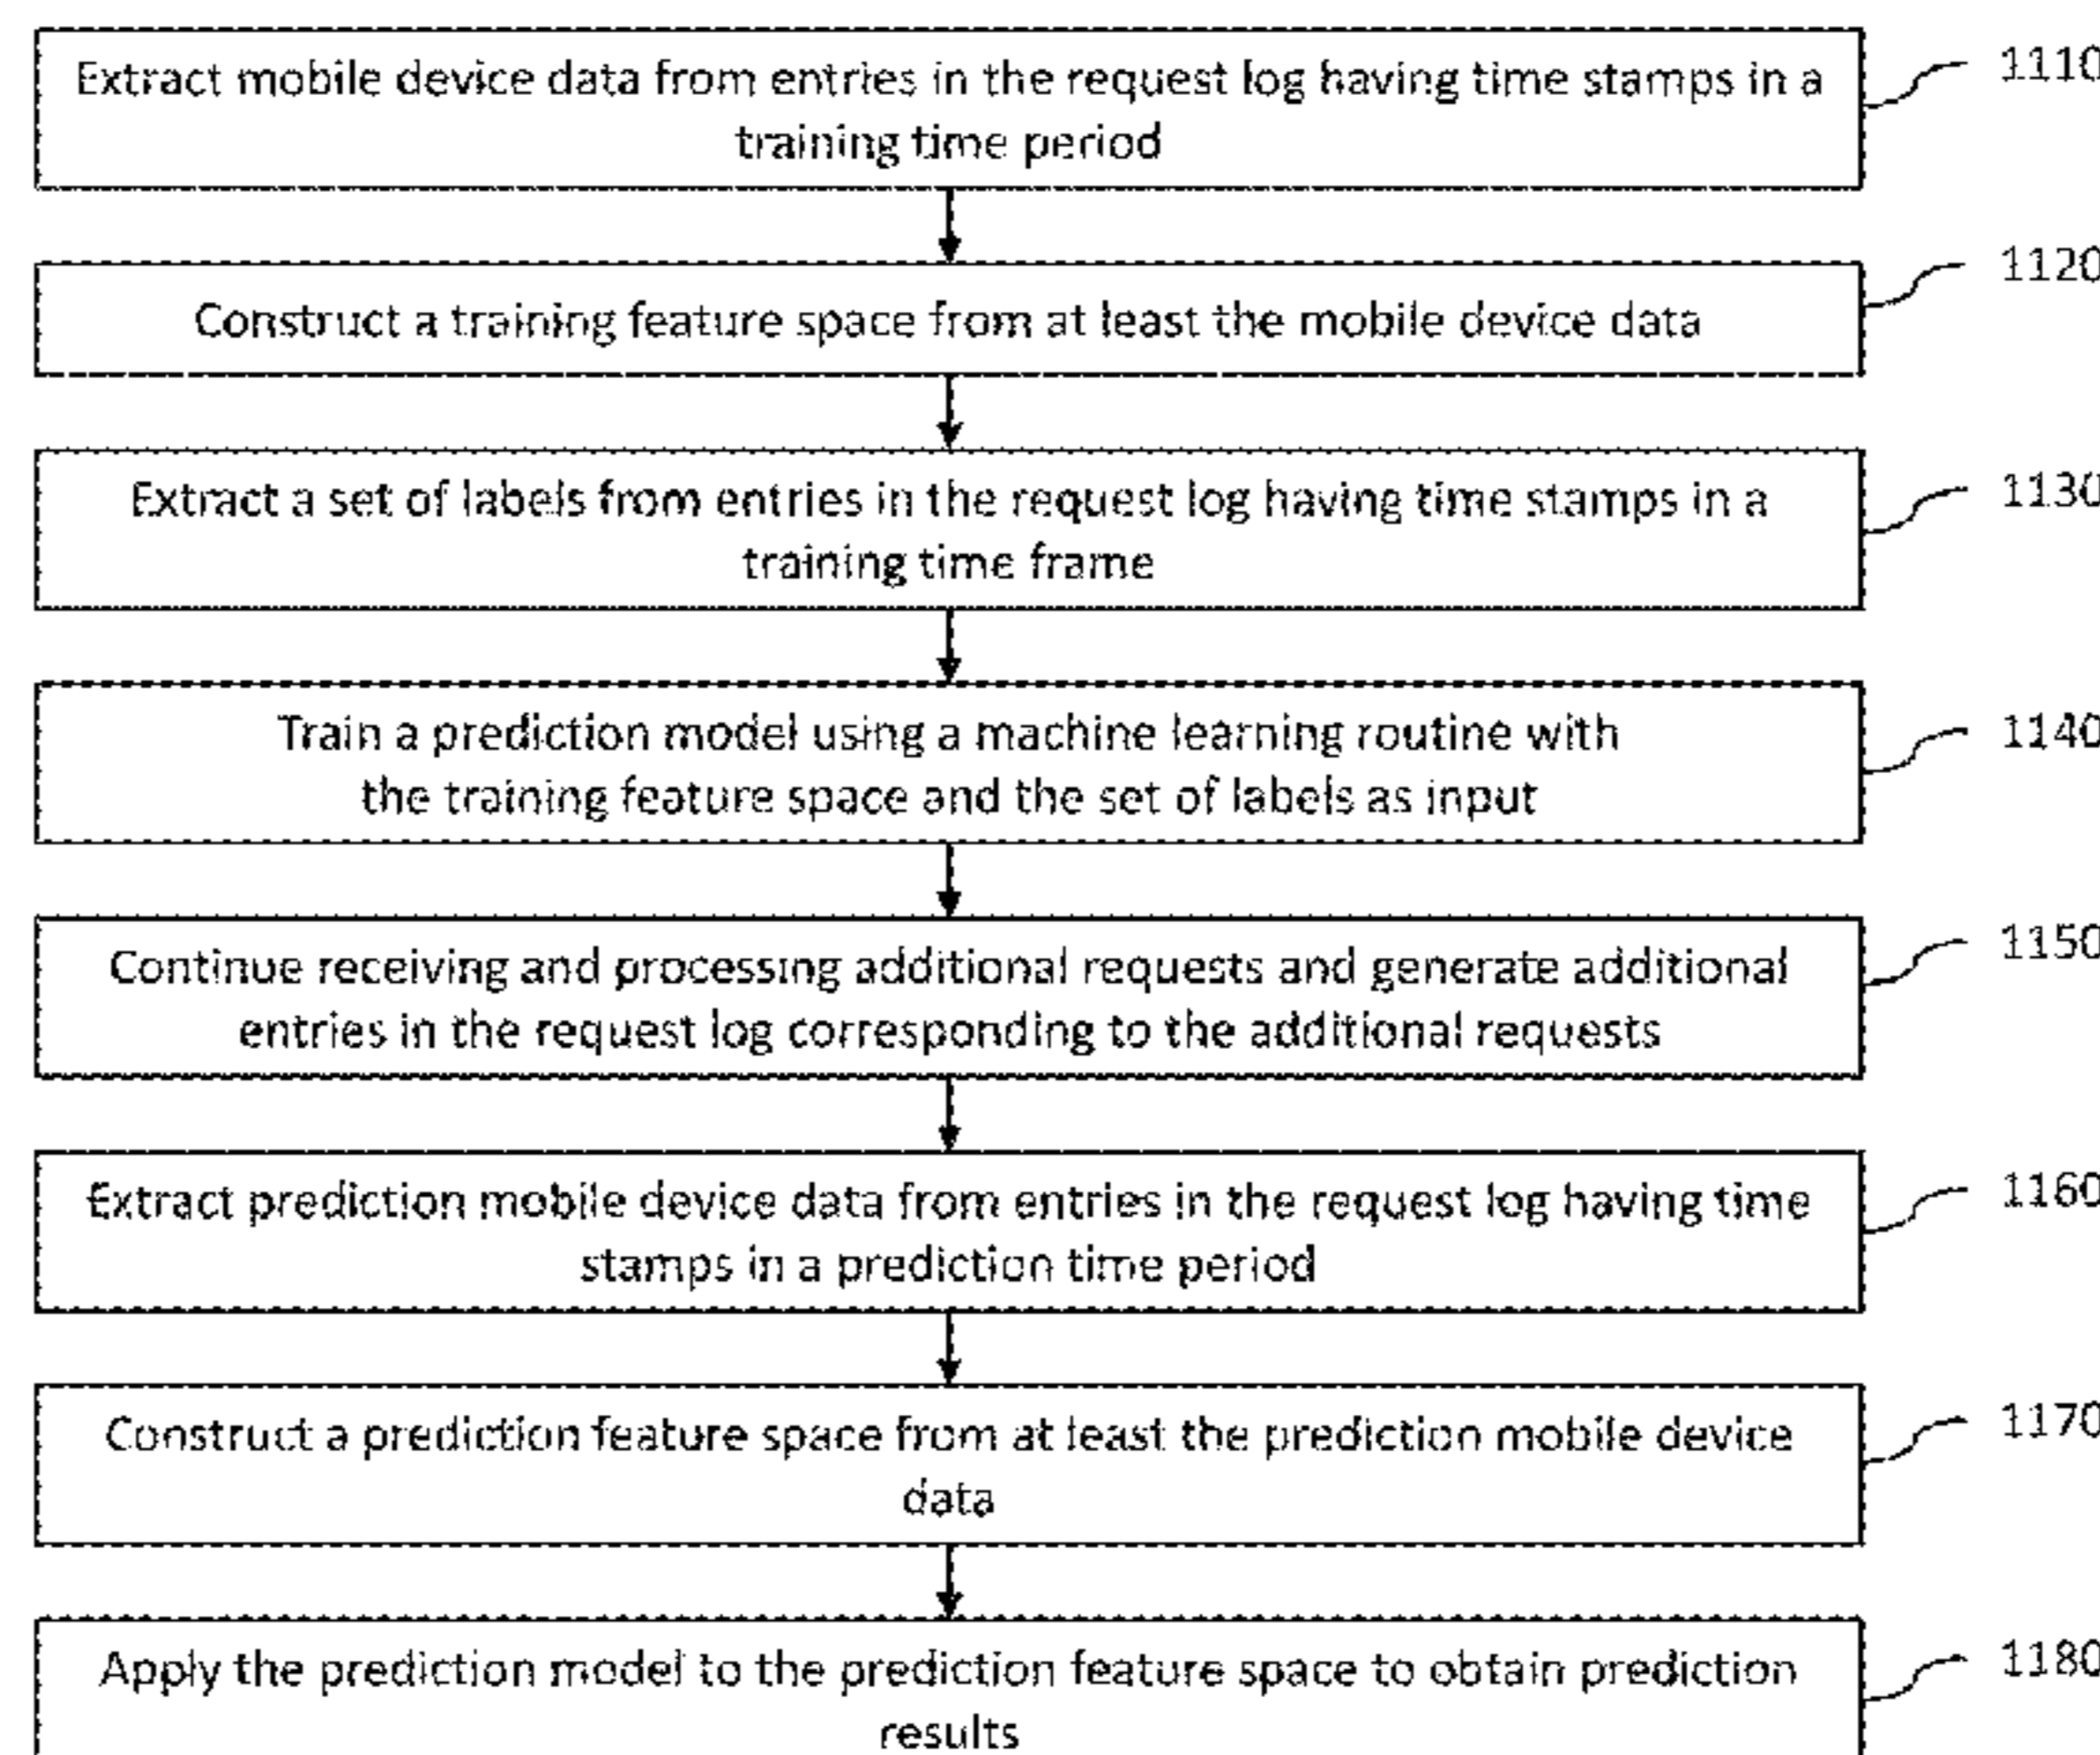 Extract mobile device data from entries in the request log having time stamps in a
training time period
1110
Construct a training feature space from at least the mobile device data
1120
Extract a set of labels from entries in the request log having time stamps in a
training time frame
1130
Train a prediction model using a machine learning routine with
the training feature space and the set of labels as input
1140
Continue receiving and processing additional requests and generate additional
entries in the request log corresponding to the additional requests
1150
Extract prediction mobile device data from entries in the request log having time
stamps in a prediction time period
1160
Construct a prediction feature space from at least the prediction mobile device
data
1170
Apply the prediction model to the prediction feature space to obtain prediction
results
1180